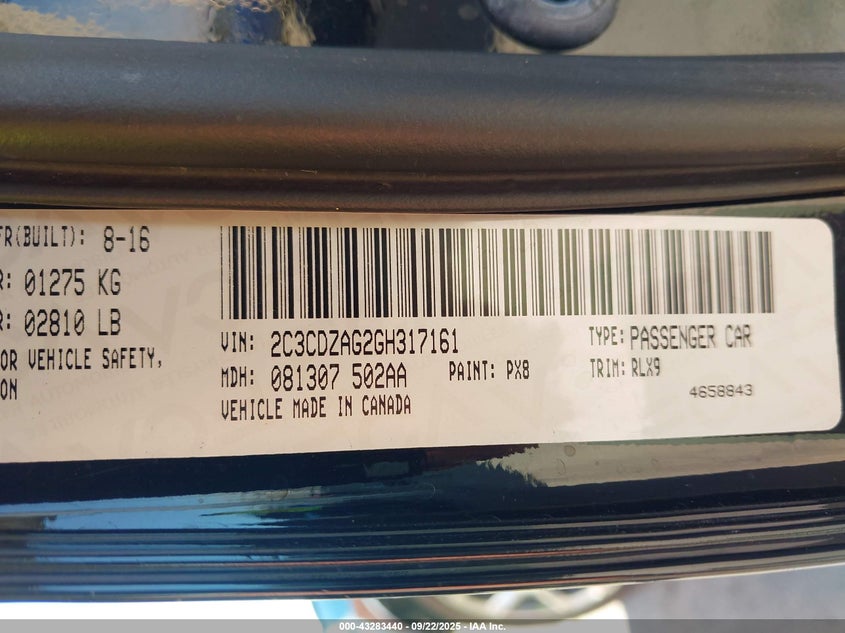 FR(BUILT): 8-16
R: 01275 KG
R: 02810 LB
OR VEHICLE SAFETY,
ON
VIN: 2C3CDZAG2GH317161
TYPE: PASSENGER CAR
MDH: 081307 502AA
PAINT: PX8
TRIM: RLX9
VEHICLE MADE IN CANADA
4658843
000-43283440 - 09/22/2025 - IAA Inc.